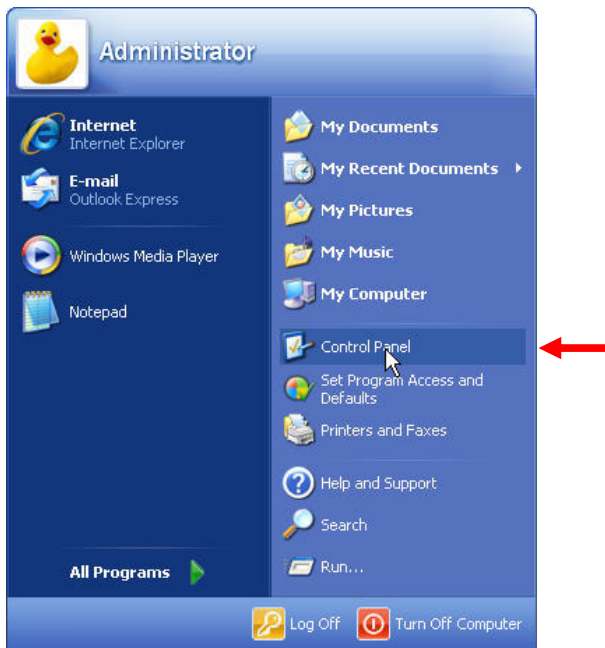 Administrator
Internet
Internet Explorer
E-mail
Outlook Express
Windows Media Player
Notepad
All Programs
My Documents
My Recent Documents
My Pictures
My Music
My Computer
Control Panel
Set Program Access and
Defaults
Printers and Faxes
Help and Support
Search
Run...
Log Off
Turn Off Computer